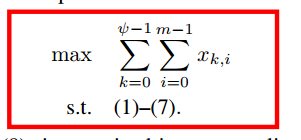 ψ−1 m−1
max ∑ ∑ x_{k,i}
k=0 i=0
s.t. (1)–(7).